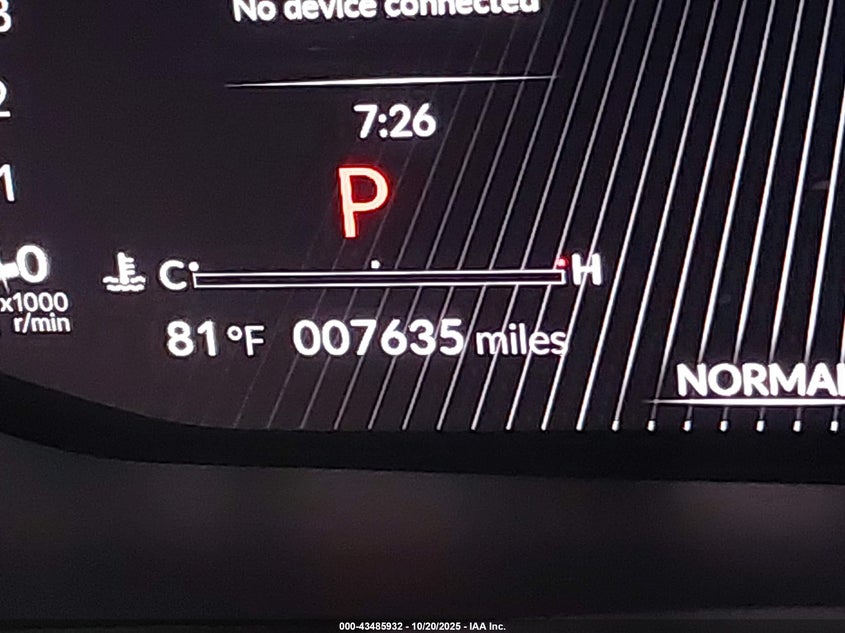 No device connected
3
2
7:26
1
P
0
C H
x1000
r/min
81°F 007635 miles
NORMAL
000-43485932 - 10/20/2025 - IAA Inc.